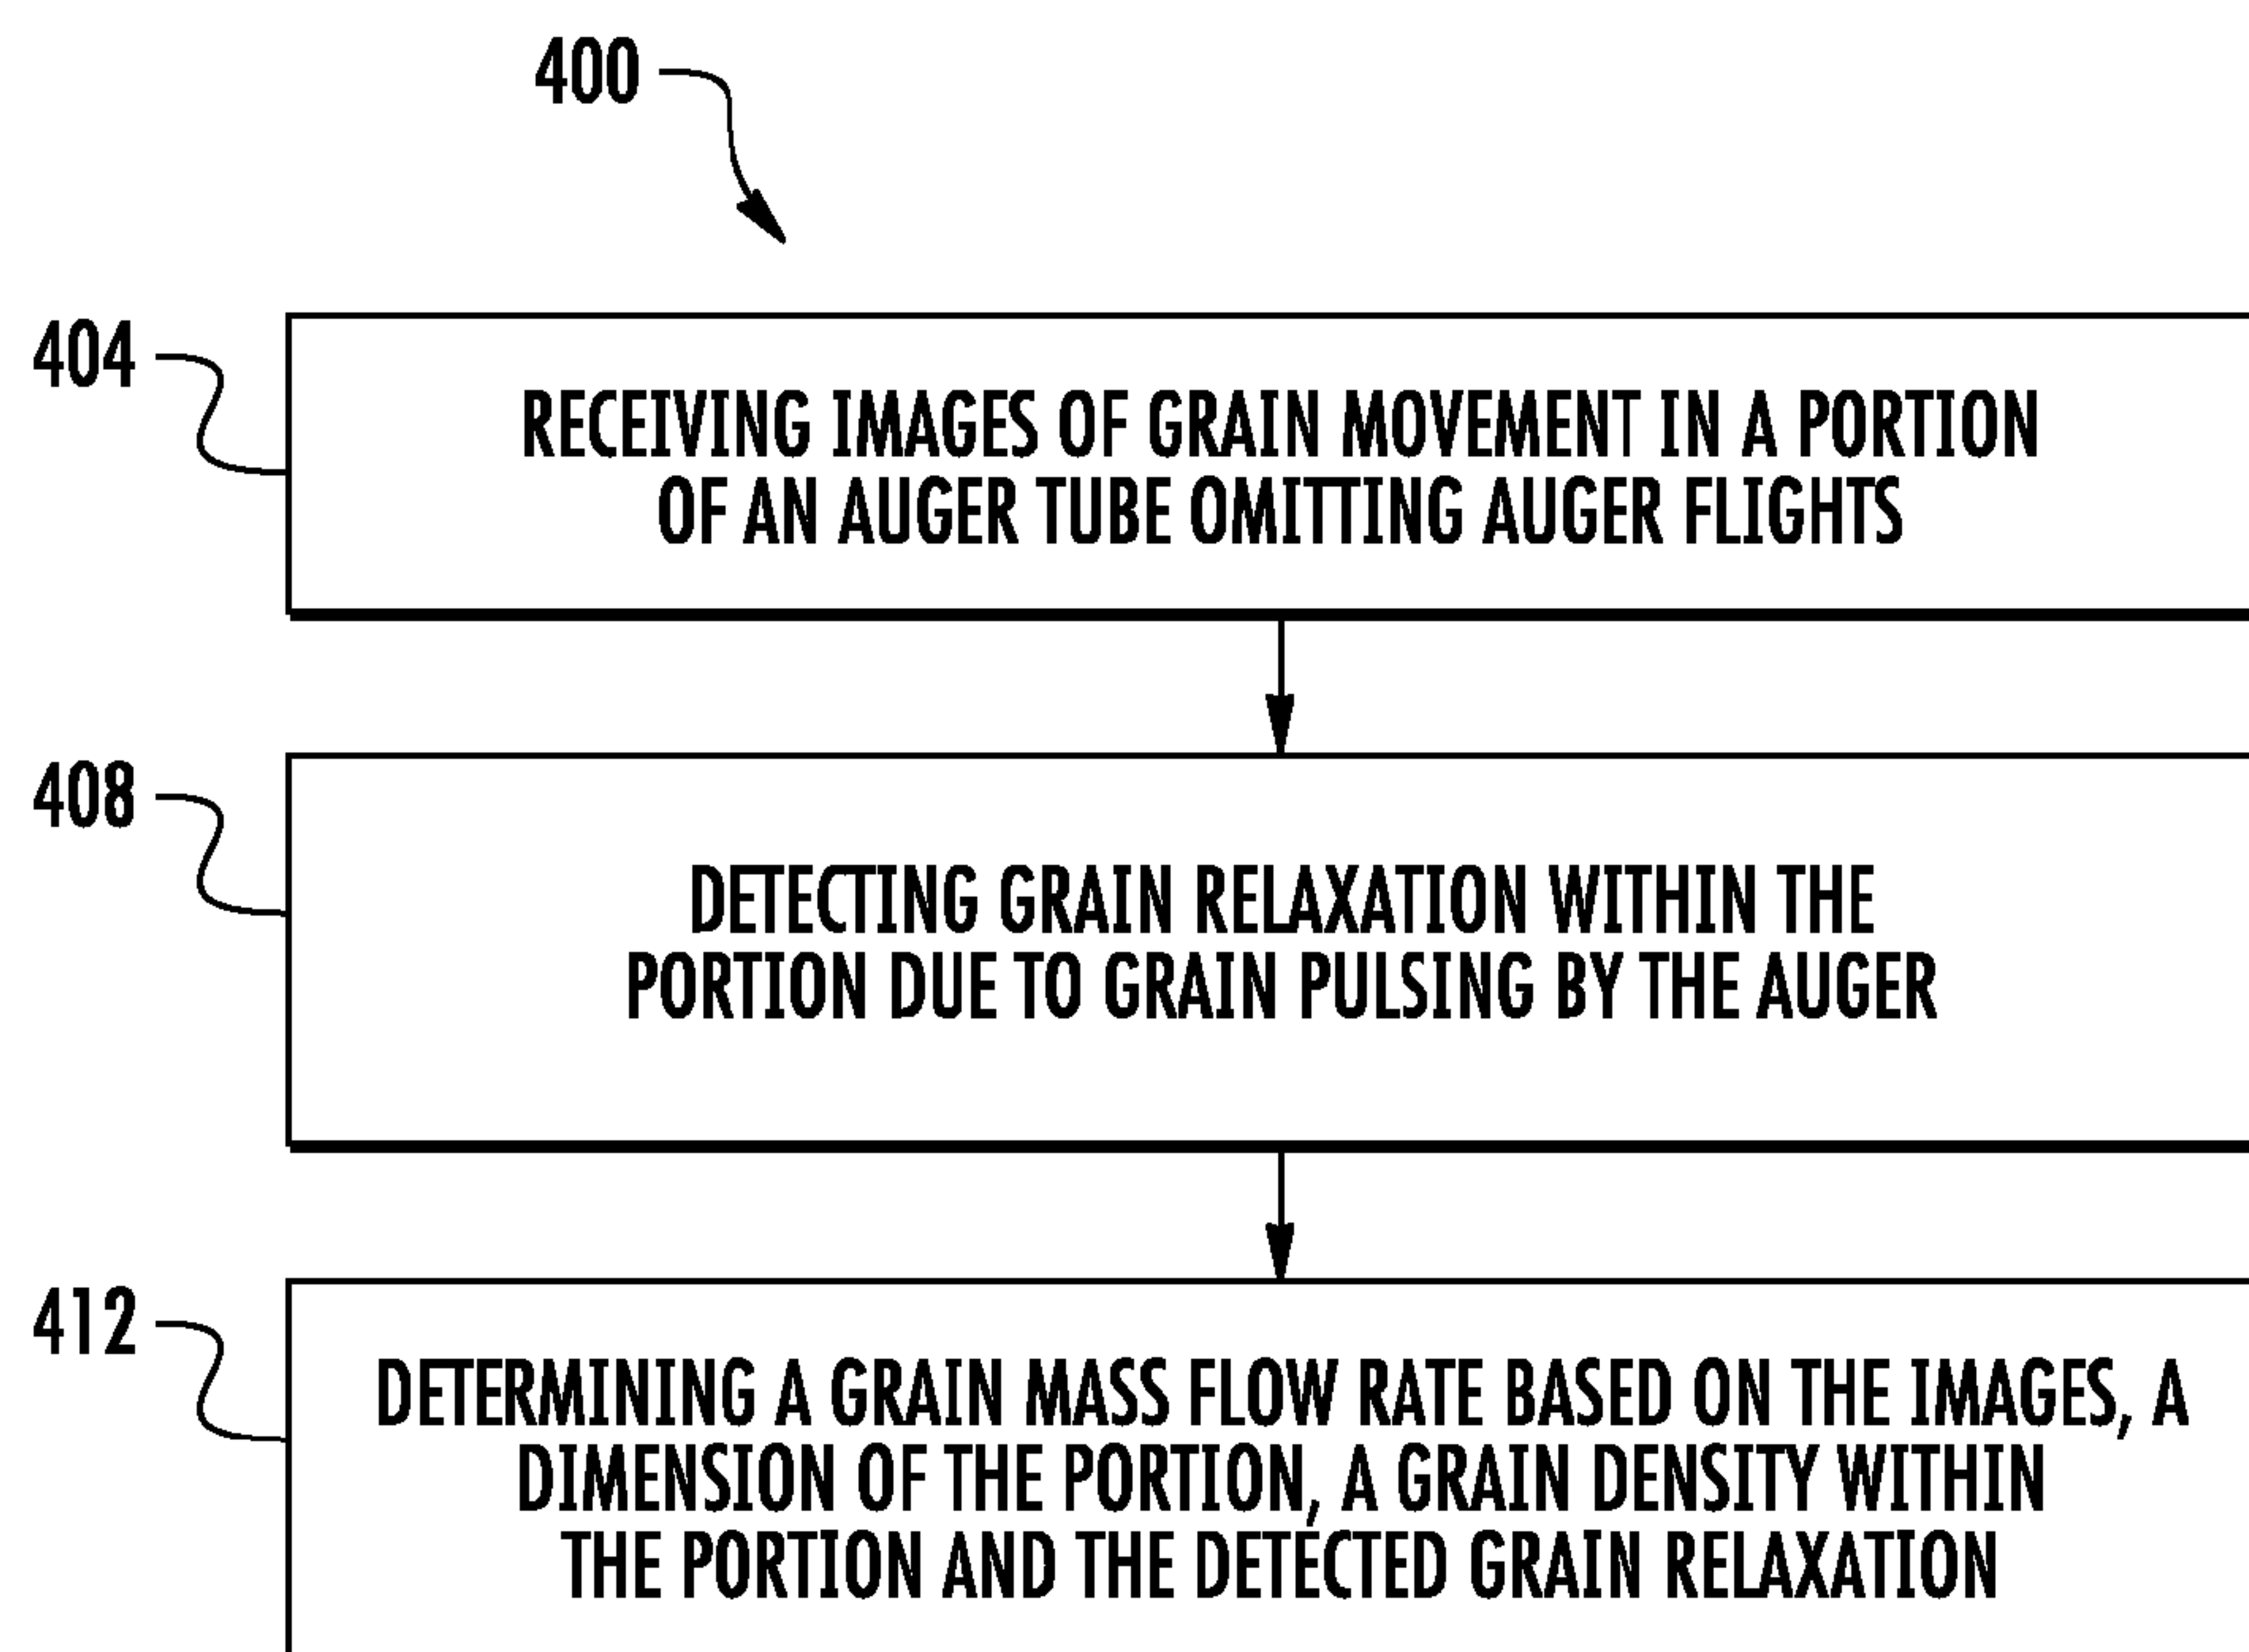 400
404
RECEIVING IMAGES OF GRAIN MOVEMENT IN A PORTION
OF AN AUGER TUBE OMITTING AUGER FLIGHTS
408
DETECTING GRAIN RELAXATION WITHIN THE
PORTION DUE TO GRAIN PULSING BY THE AUGER
412
DETERMINING A GRAIN MASS FLOW RATE BASED ON THE IMAGES, A
DIMENSION OF THE PORTION, A GRAIN DENSITY WITHIN
THE PORTION AND THE DETECTED GRAIN RELAXATION